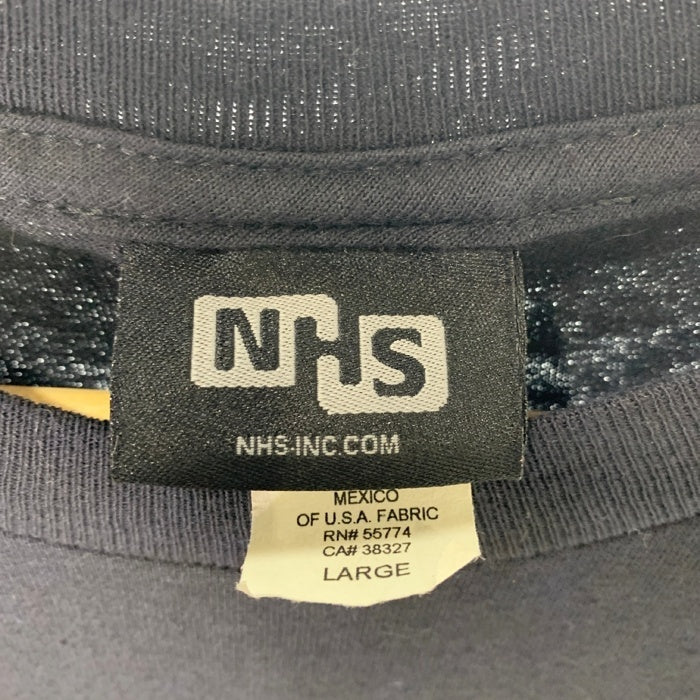 NHS
NHS-INC.COM
MEXICO
OF U.S.A. FABRIC
RN# 55774
CA# 38327
LARGE